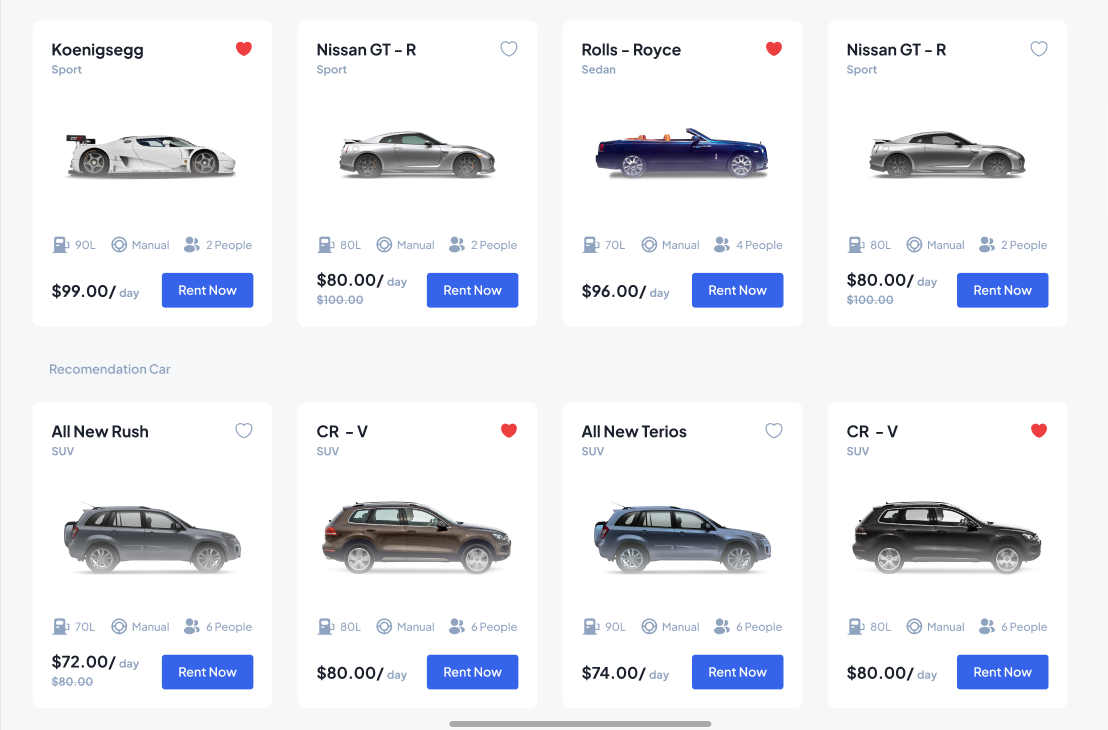 Koenigsegg
Sport
90L Manual 2 People
$99.00/ day
Rent Now
Nissan GT - R
Sport
80L Manual 2 People
$80.00/ day
$100.00
Rent Now
Rolls - Royce
Sedan
70L Manual 4 People
$96.00/ day
Rent Now
Nissan GT - R
Sport
80L Manual 2 People
$80.00/ day
$100.00
Rent Now
Recomendation Car
All New Rush
SUV
70L Manual 6 People
$72.00/ day
$80.00
Rent Now
CR - V
SUV
80L Manual 6 People
$80.00/ day
Rent Now
All New Terios
SUV
90L Manual 6 People
$74.00/ day
Rent Now
CR - V
SUV
80L Manual 6 People
$80.00/ day
Rent Now